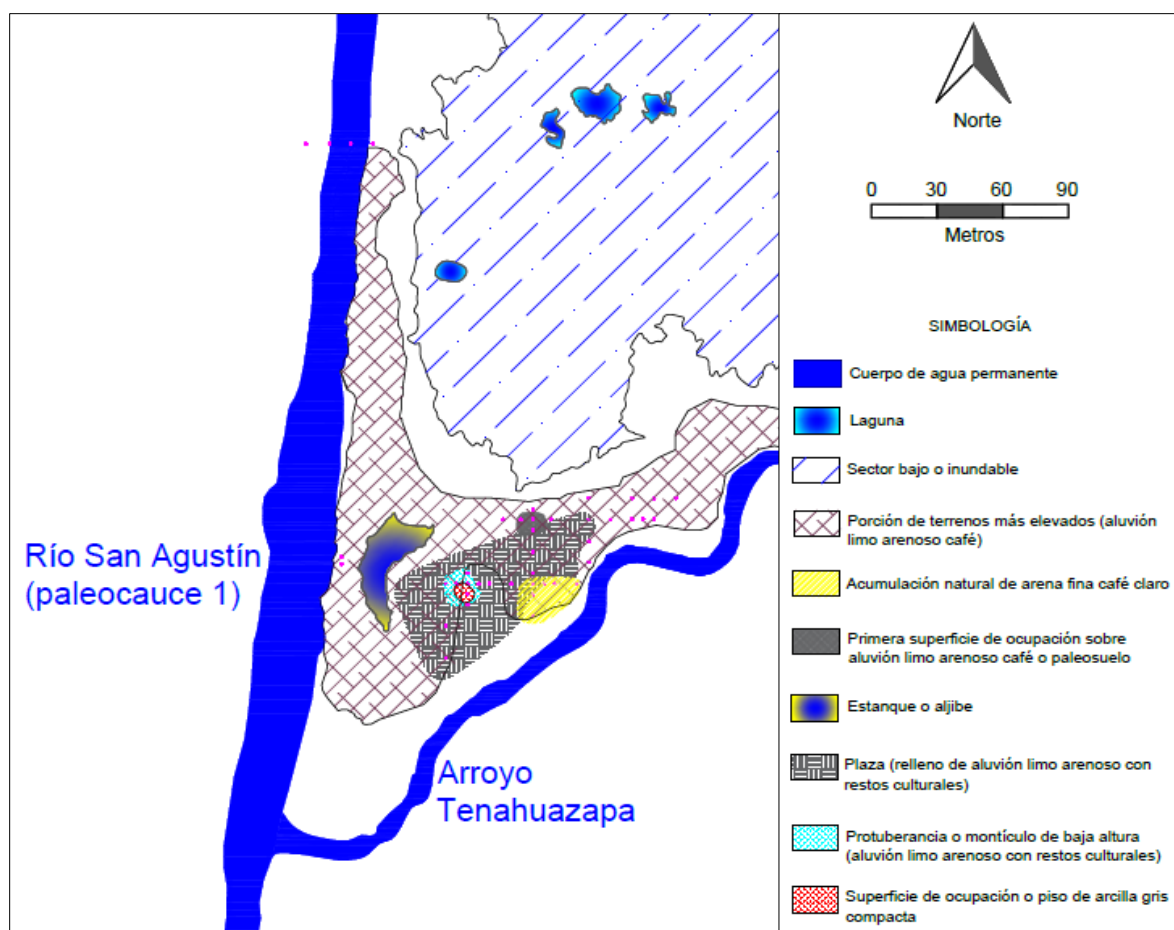 Norte
0 30 60 90
Metros
SIMBOLOGÍA
Cuerpo de agua permanente
Laguna
Sector bajo o inundable
Porción de terrenos más elevados (aluvión
limo arenoso café)
Acumulación natural de arena fina café claro
Primera superficie de ocupación sobre
aluvión limo arenoso café o paleosuelo
Estanque o aljibe
Plaza (relleno de aluvión limo arenoso con
restos culturales)
Protuberancia o montículo de baja altura
(aluvión limo arenoso con restos culturales)
Superficie de ocupación o piso de arcilla gris
compacta
Río San Agustín
(paleocauce 1)
Arroyo
Tenahuazapa